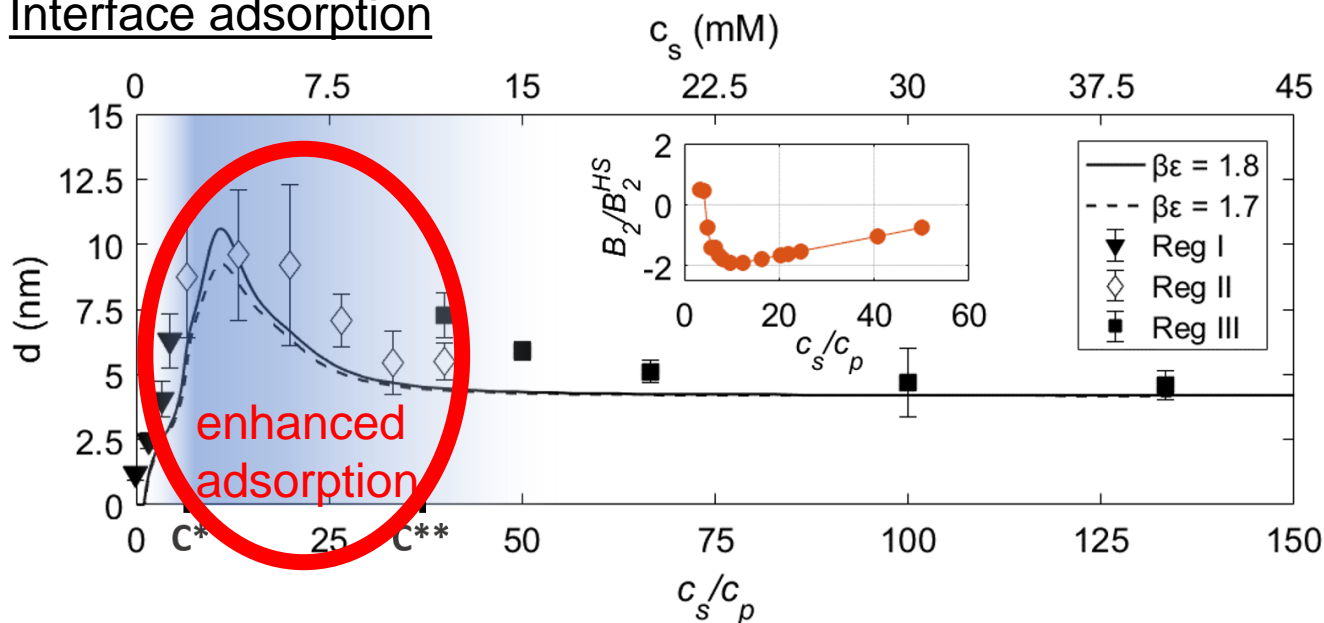 Interface adsorption
c_s (mM)
0 7.5 15 22.5 30 37.5 45
15
12.5
10
7.5
5
2.5
0
d (nm)
enhanced
adsorption
2
0
-2
B_2/B_2^HS
0 20 40 60
c_s/c_p
βε = 1.8
βε = 1.7
Reg I
Reg II
Reg III
C* C**
0 25 50 75 100 125 150
c_s/c_p